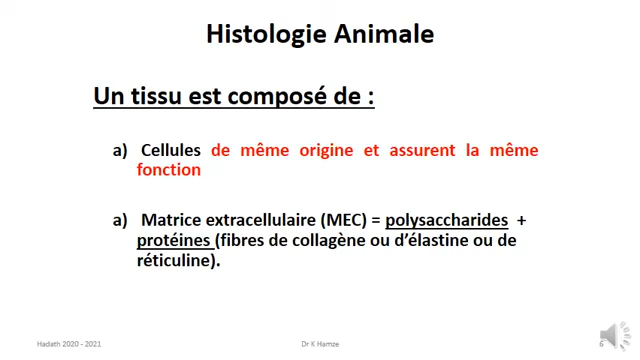 Histologie Animale
Un tissu est composé de :
a) Cellules de même origine et assurent la même
fonction
a) Matrice extracellulaire (MEC) = polysaccharides +
protéines (fibres de collagène ou d'élastine ou de
réticuline).
Hadath 2020 - 2021
Dr K Hamze
6